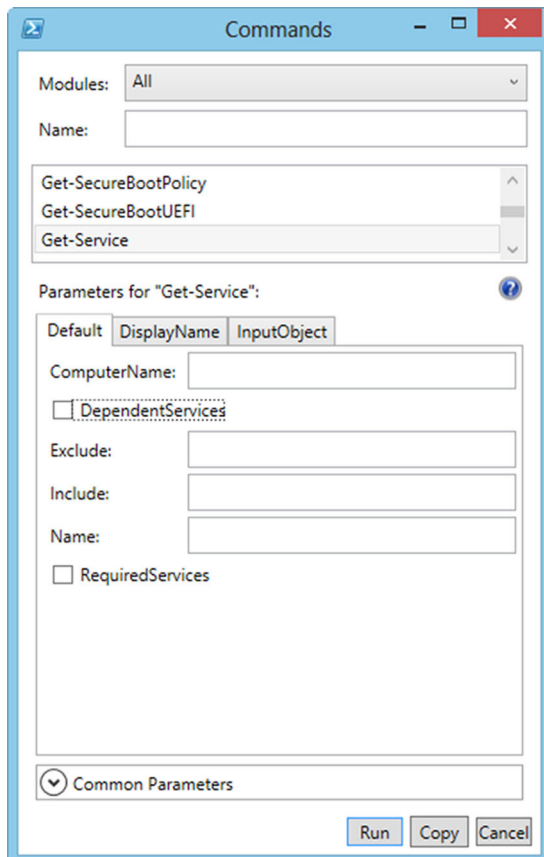 Commands
Modules: All
Name:
Get-SecureBootPolicy
Get-SecureBootUEFI
Get-Service
Parameters for "Get-Service":
Default DisplayName InputObject
ComputerName:
DependentServices
Exclude:
Include:
Name:
RequiredServices
Common Parameters
Run Copy Cancel